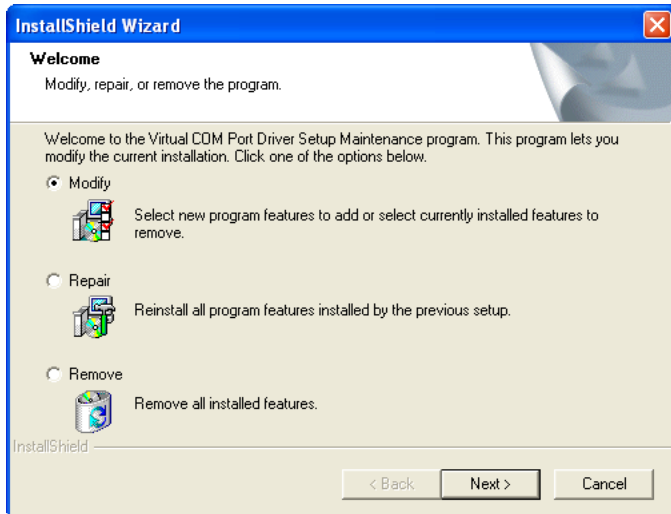 InstallShield Wizard
Welcome
Modify, repair, or remove the program.
Welcome to the Virtual COM Port Driver Setup Maintenance program. This program lets you
modify the current installation. Click one of the options below.
Modify
Select new program features to add or select currently installed features to
remove.
Repair
Reinstall all program features installed by the previous setup.
Remove
Remove all installed features.
InstallShield
< Back Next > Cancel